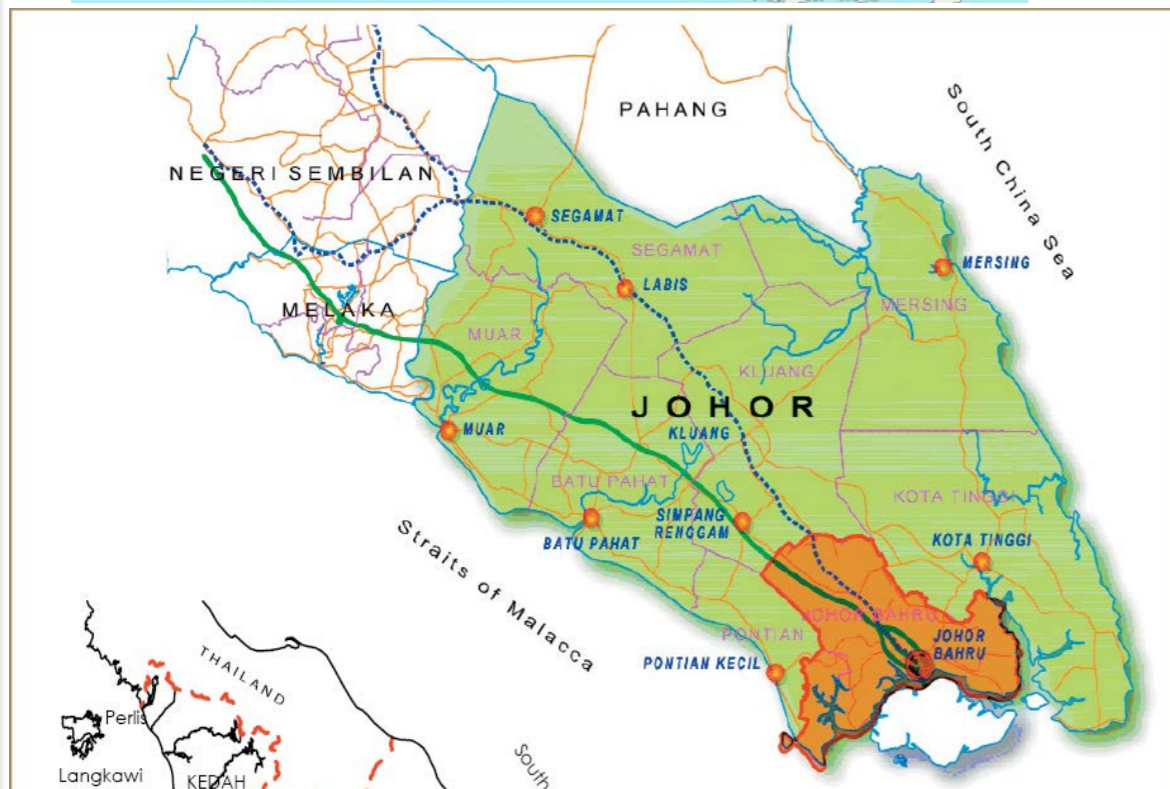 PAHANG
South China Sea
NEGERI SEMBILAN
SEGAMAT
SEGAMAT
MERSING
LABIS
MERSING
MELAKA
MUAR
KLUANG
JOHOR
MUAR
KLUANG
BATU PAHAT
KOTA TINGGI
SIMPANG
RENGGAM
BATU PAHAT
KOTA TINGGI
Straits of Malacca
JOHOR BAHRU
PONTIAN
JOHOR
BAHRU
PONTIAN KECIL
THAILAND
Perlis
Langkawi
KEDAH
South